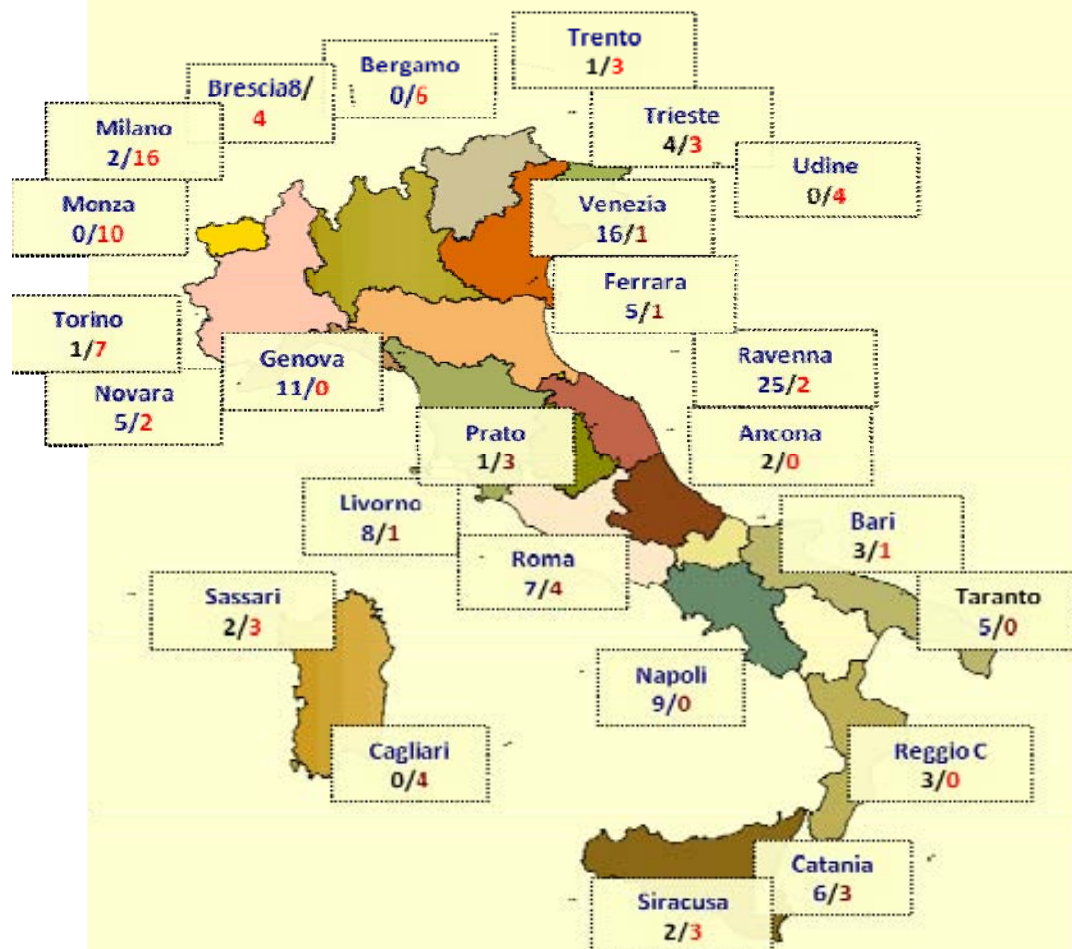 Trento
1/3
Bergamo
0/6
Brescia8/
4
Milano
2/16
Trieste
4/3
Udine
0/4
Monza
0/10
Venezia
16/1
Ferrara
5/1
Torino
1/7
Genova
11/0
Ravenna
25/2
Novara
5/2
Prato
1/3
Ancona
2/0
Livorno
8/1
Bari
3/1
Roma
7/4
Sassari
2/3
Taranto
5/0
Napoli
9/0
Cagliari
0/4
Reggio C
3/0
Catania
6/3
Siracusa
2/3